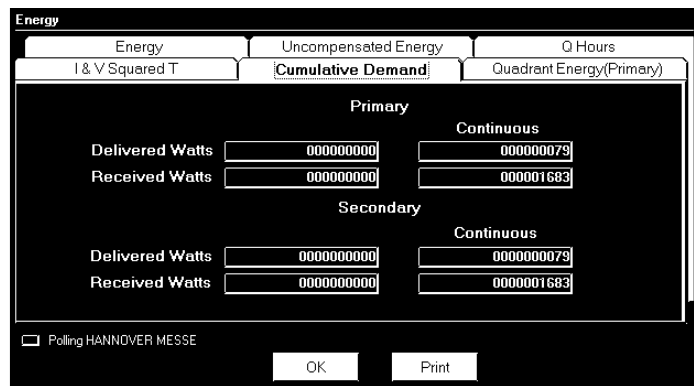 Energy
Energy Uncompensated Energy Q Hours
I & V Squared T Cumulative Demand Quadrant Energy(Primary)
Primary
Continuous
Delivered Watts 000000000 000000079
Received Watts 000000000 000001683
Secondary
Continuous
Delivered Watts 0000000000 0000000079
Received Watts 0000000000 0000001683
Polling HANNOVER MESSE
OK Print